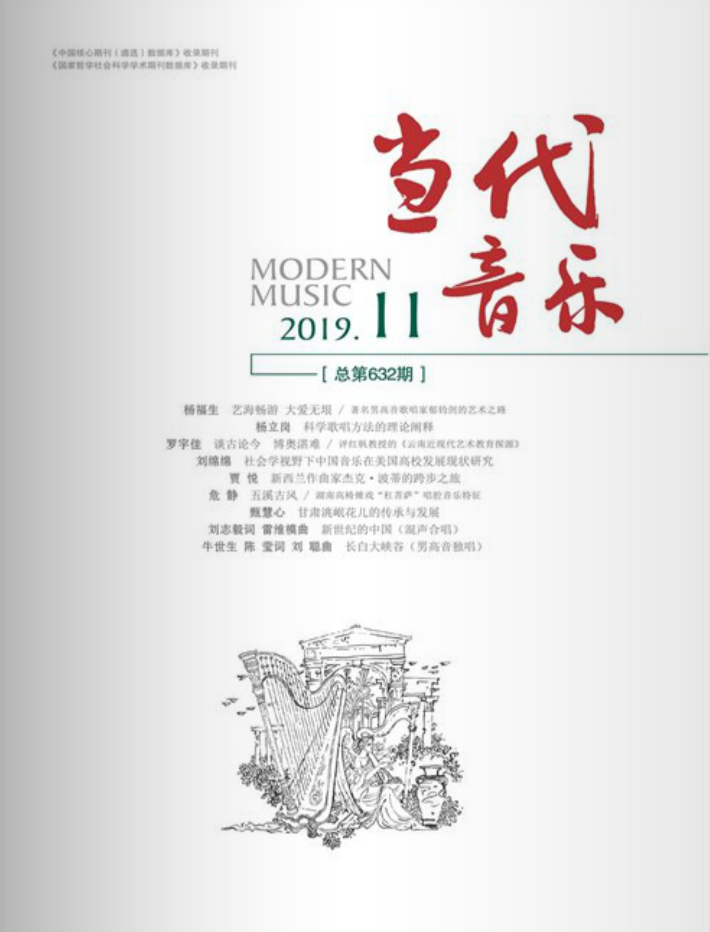 《中国核心期刊（遴选）数据库》收录期刊
《国家哲学社会科学学术期刊数据库》收录期刊
当代
音乐
MODERN
MUSIC
2019. 11
[ 总第632期 ]
杨福生 艺海畅游 大爱无垠 / 著名男高音歌唱家郁钧剑的艺术之路
杨立岗 科学歌唱方法的理论阐释
罗宇佳 谈古论今 博奥湛难 / 评红帆教授的《云南近现代艺术教育探源》
刘绵绵 社会学视野下中国音乐在美国高校发展现状研究
贾 悦 新西兰作曲家杰克·波蒂的跨步之旅
危 静 五溪古风 / 湖南高椅傩戏“杠菩萨”唱腔音乐特征
甄慧心 甘肃洮岷花儿的传承与发展
刘志毅词 雷维模曲 新世纪的中国（混声合唱）
牛世生 陈 莹词 刘 聪曲 长白大峡谷（男高音独唱）